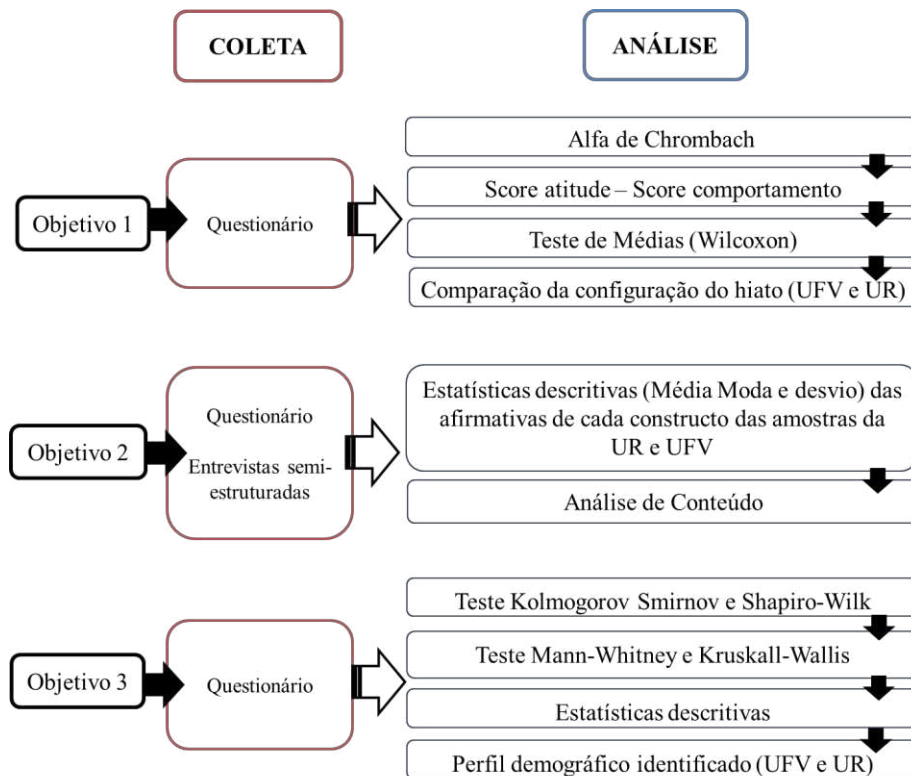 COLETA
ANÁLISE
Objetivo 1
Questionário
Alfa de Chrombach
Score atitude – Score comportamento
Teste de Médias (Wilcoxon)
Comparação da configuração do hiato (UFV e UR)
Objetivo 2
Questionário
Entrevistas semi-
estruturadas
Estatísticas descritivas (Média Moda e desvio) das
afirmativas de cada constructo das amostras da
UR e UFV
Análise de Conteúdo
Objetivo 3
Questionário
Teste Kolmogorov Smirnov e Shapiro-Wilk
Teste Mann-Whitney e Kruskall-Wallis
Estatísticas descritivas
Perfil demográfico identificado (UFV e UR)